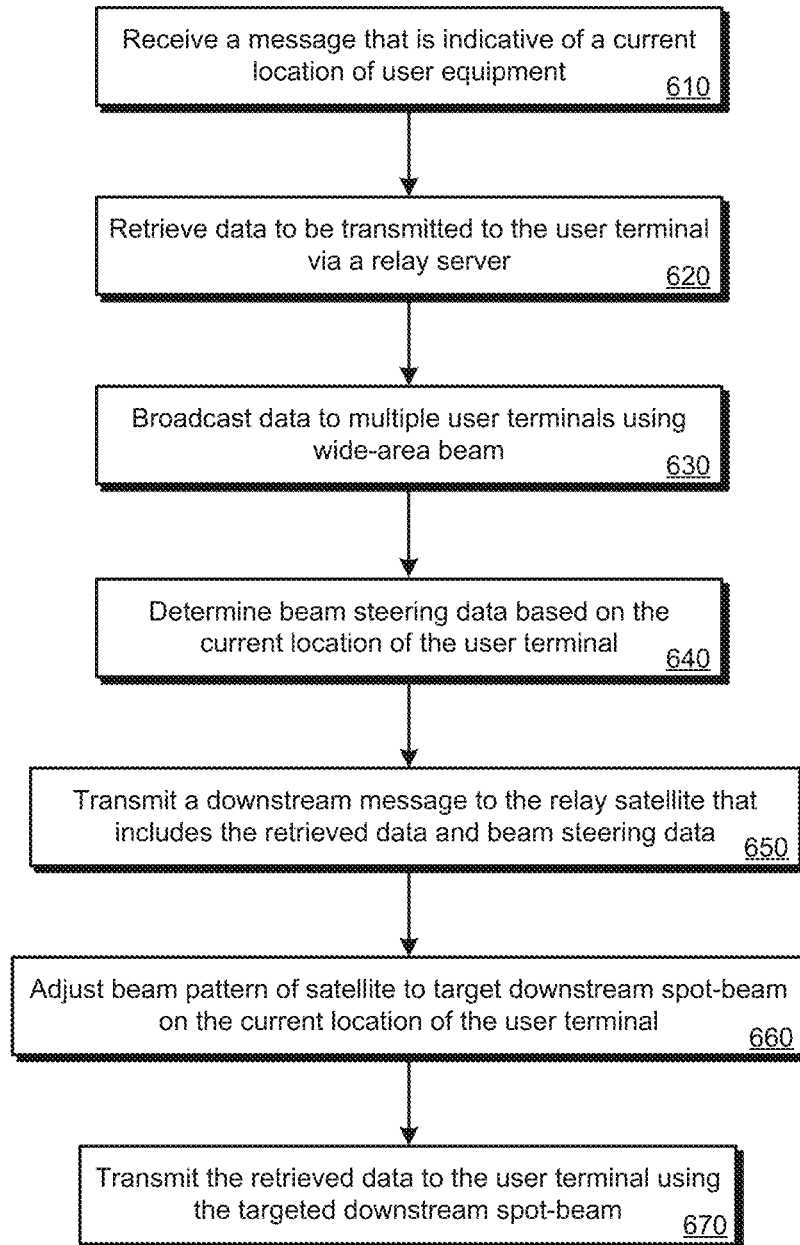 Receive a message that is indicative of a current
location of user equipment
610
Retrieve data to be transmitted to the user terminal
via a relay server
620
Broadcast data to multiple user terminals using
wide-area beam
630
Determine beam steering data based on the
current location of the user terminal
640
Transmit a downstream message to the relay satellite that
includes the retrieved data and beam steering data
650
Adjust beam pattern of satellite to target downstream spot-beam
on the current location of the user terminal
660
Transmit the retrieved data to the user terminal using
the targeted downstream spot-beam
670